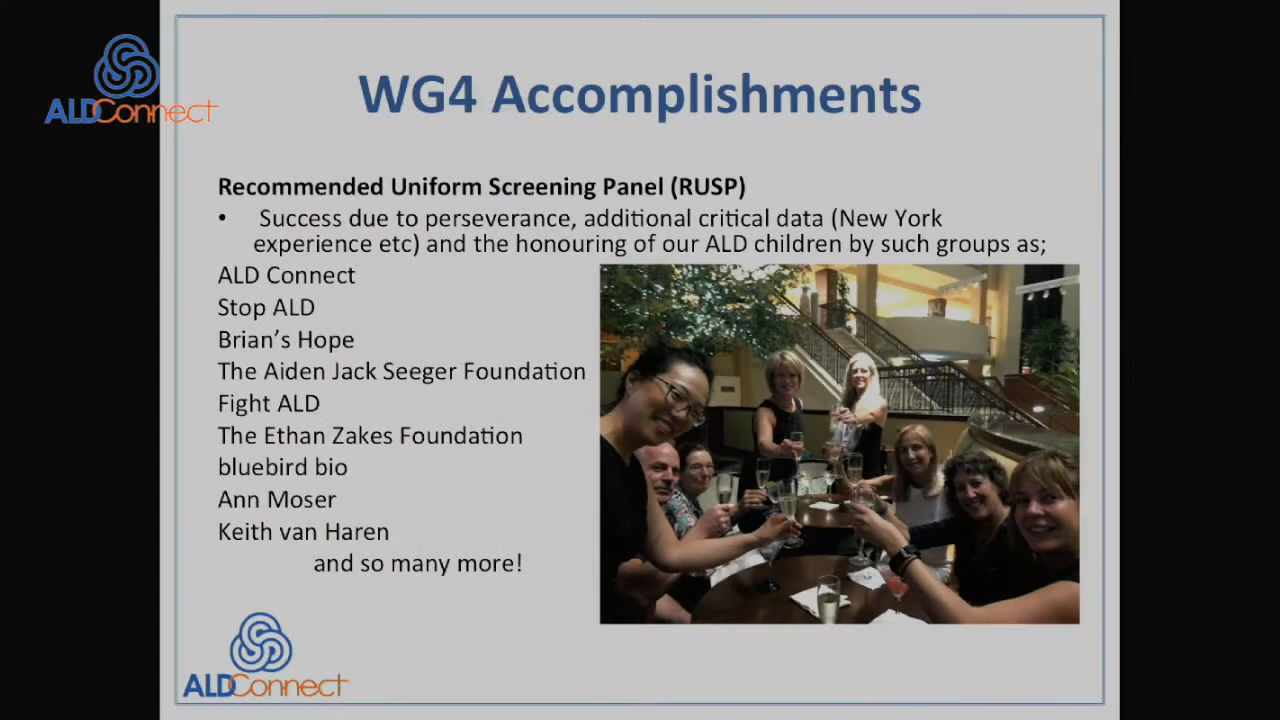 ALDConnect
WG4 Accomplishments
Recommended Uniform Screening Panel (RUSP)
• Success due to perseverance, additional critical data (New York
experience etc) and the honouring of our ALD children by such groups as;
ALD Connect
Stop ALD
Brian’s Hope
The Aiden Jack Seeger Foundation
Fight ALD
The Ethan Zakes Foundation
bluebird bio
Ann Moser
Keith van Haren
and so many more!
ALDConnect